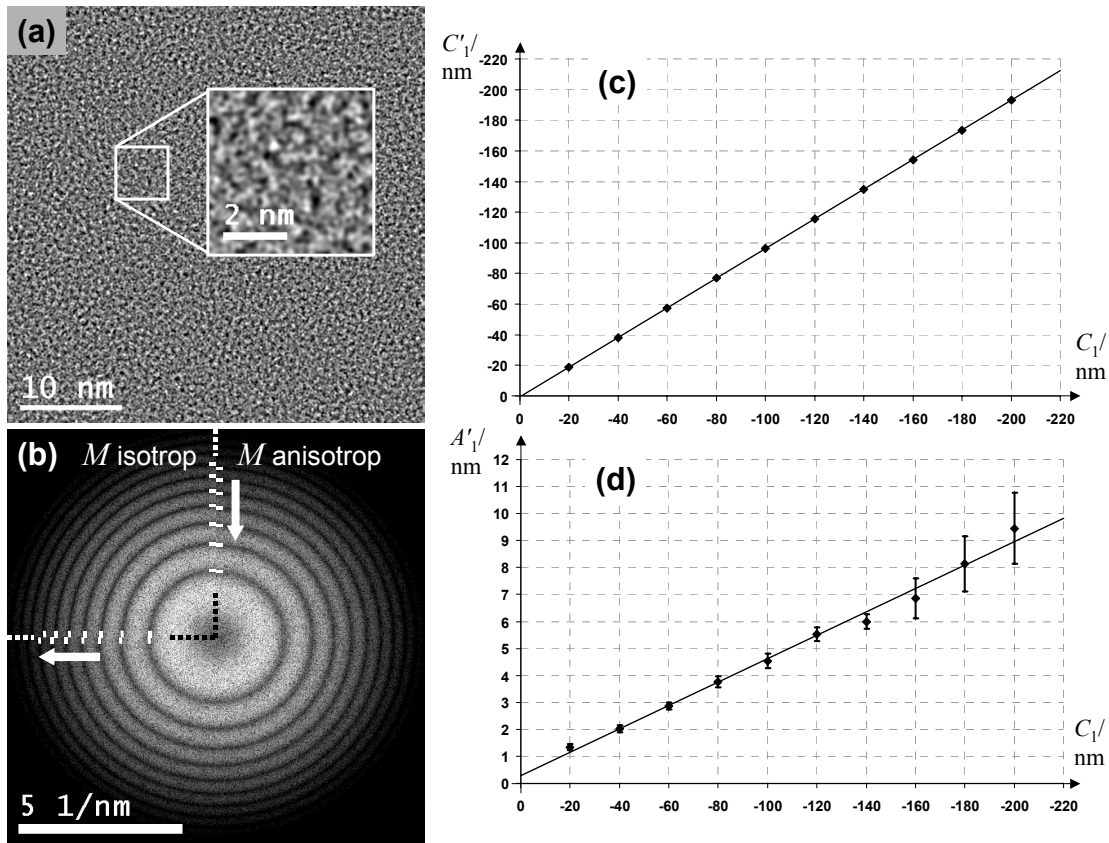 (a)
2 nm
10 nm
(b) M isotrop M anisotrop
5 1/nm
C'₁/
nm
(c)
-220
-200
-180
-160
-140
-120
-100
-80
-60
-40
-20
0
C₁/
nm
0 -20 -40 -60 -80 -100 -120 -140 -160 -180 -200 -220
A'₁/
nm
(d)
12
11
10
9
8
7
6
5
4
3
2
1
0
C₁/
nm
0 -20 -40 -60 -80 -100 -120 -140 -160 -180 -200 -220